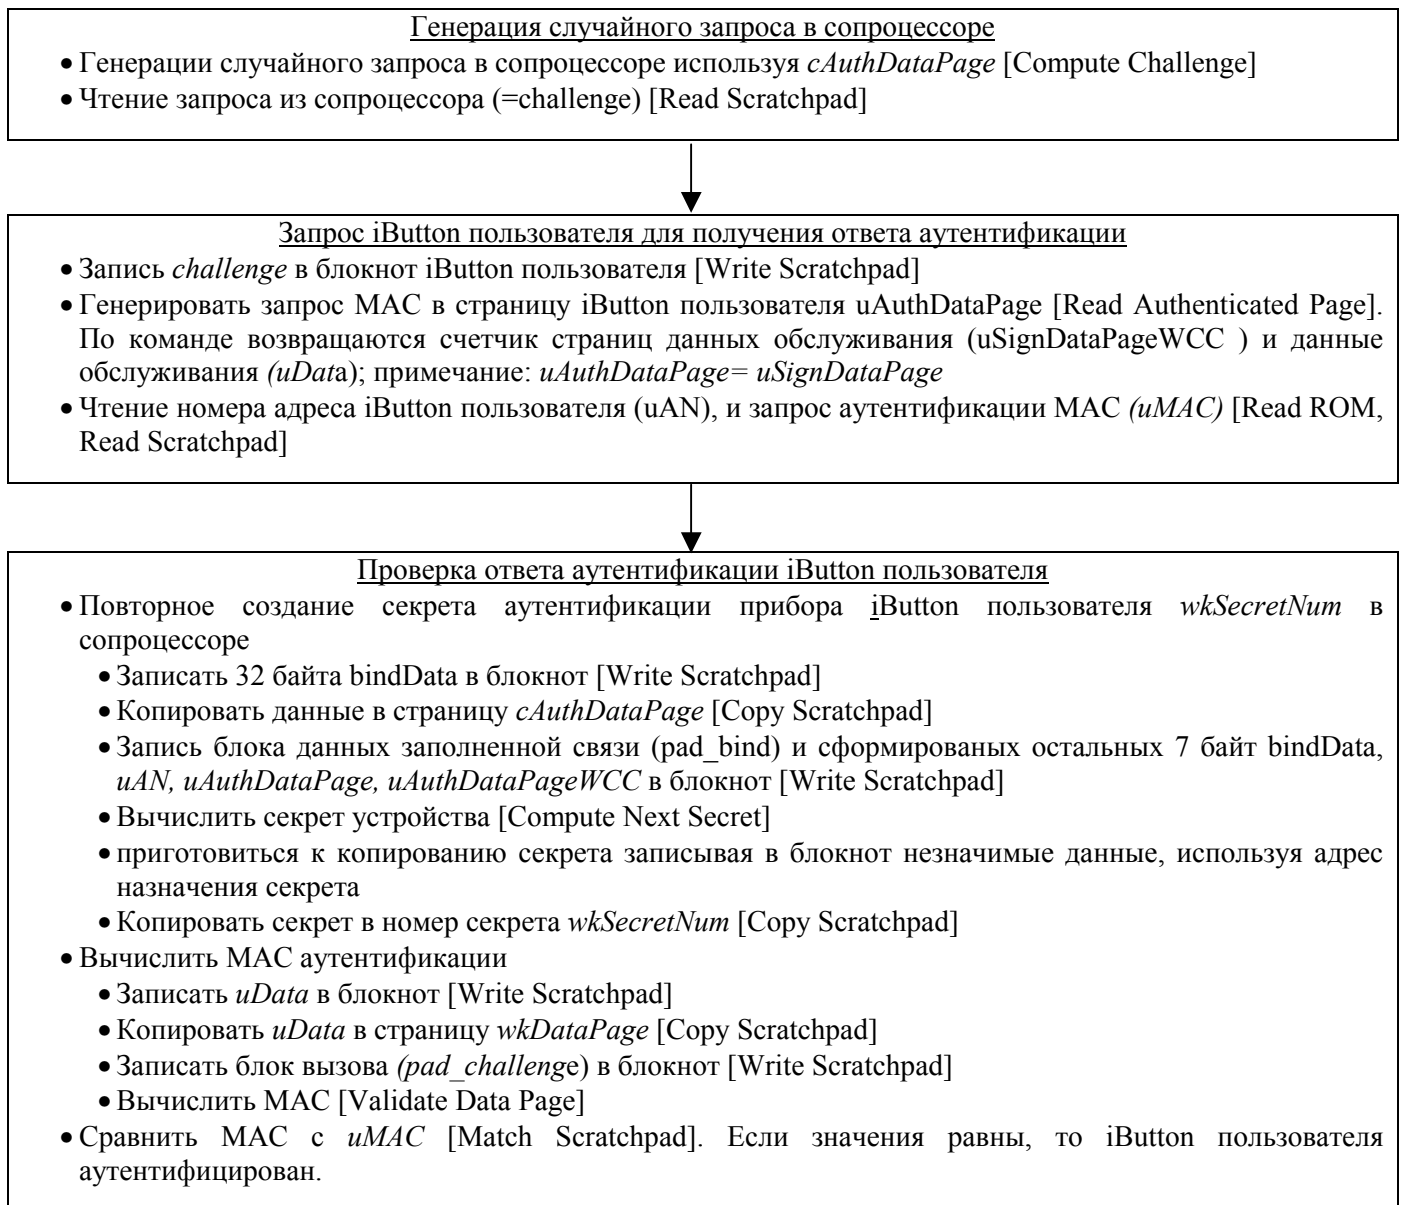 Генерация случайного запроса в сопроцессоре
• Генерации случайного запроса в сопроцессоре используя cAuthDataPage [Compute Challenge]
• Чтение запроса из сопроцессора (=challenge) [Read Scratchpad]
Запрос iButton пользователя для получения ответа аутентификации
• Запись challenge в блокнот iButton пользователя [Write Scratchpad]
• Генерировать запрос MAC в страницу iButton пользователя uAuthDataPage [Read Authenticated Page].
По команде возвращаются счетчик страниц данных обслуживания (uSignDataPageWCC ) и данные
обслуживания (uData); примечание: uAuthDataPage= uSignDataPage
• Чтение номера адреса iButton пользователя (uAN), и запрос аутентификации MAC (uMAC) [Read ROM,
Read Scratchpad]
Проверка ответа аутентификации iButton пользователя
• Повторное создание секрета аутентификации прибора iButton пользователя wkSecretNum в
сопроцессоре
• Записать 32 байта bindData в блокнот [Write Scratchpad]
• Копировать данные в страницу cAuthDataPage [Copy Scratchpad]
• Запись блока данных заполненной связи (pad_bind) и сформированых остальных 7 байт bindData,
uAN, uAuthDataPage, uAuthDataPageWCC в блокнот [Write Scratchpad]
• Вычислить секрет устройства [Compute Next Secret]
• приготовиться к копированию секрета записывая в блокнот незначимые данные, используя адрес
назначения секрета
• Копировать секрет в номер секрета wkSecretNum [Copy Scratchpad]
• Вычислить MAC аутентификации
• Записать uData в блокнот [Write Scratchpad]
• Копировать uData в страницу wkDataPage [Copy Scratchpad]
• Записать блок вызова (pad_challenge) в блокнот [Write Scratchpad]
• Вычислить MAC [Validate Data Page]
• Сравнить MAC с uMAC [Match Scratchpad]. Если значения равны, то iButton пользователя
аутентифицирован.